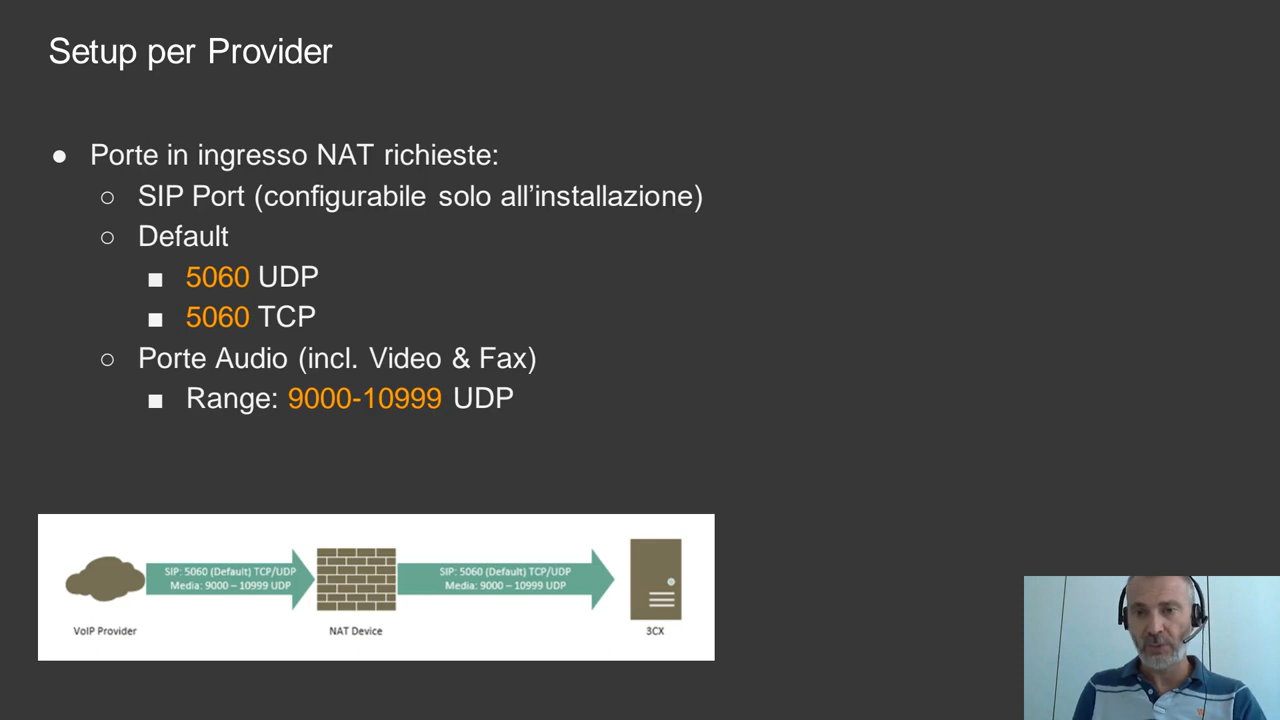 Setup per Provider
● Porte in ingresso NAT richieste:
○ SIP Port (configurabile solo all’installazione)
○ Default
■ 5060 UDP
■ 5060 TCP
○ Porte Audio (incl. Video & Fax)
■ Range: 9000-10999 UDP
SIP: 5060 (Default) TCP/UDP
Media: 9000 – 10999 UDP
SIP: 5060 (Default) TCP/UDP
Media: 9000 – 10999 UDP
VoIP Provider
NAT Device
3CX